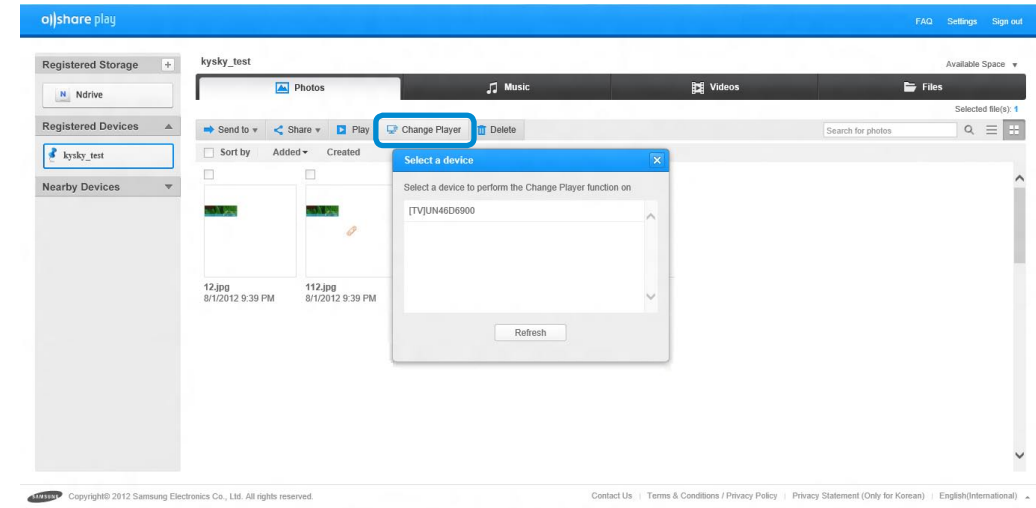 allshare play
FAQ Settings Sign out
Registered Storage +
kysky_test
Available Space
N Ndrive
Photos Music Videos Files
Selected file(s): 1
Registered Devices
Send to Share Play Change Player Delete
Search for photos
kysky_test
Sort by Added Created
Nearby Devices
Select a device
Select a device to perform the Change Player function on
[TV]UN46D6900
12.jpg
8/1/2012 9:39 PM
112.jpg
8/1/2012 9:39 PM
Refresh
SAMSUNG Copyright© 2012 Samsung Electronics Co., Ltd. All rights reserved.
Contact Us | Terms & Conditions / Privacy Policy | Privacy Statement (Only for Korean) | English(International)